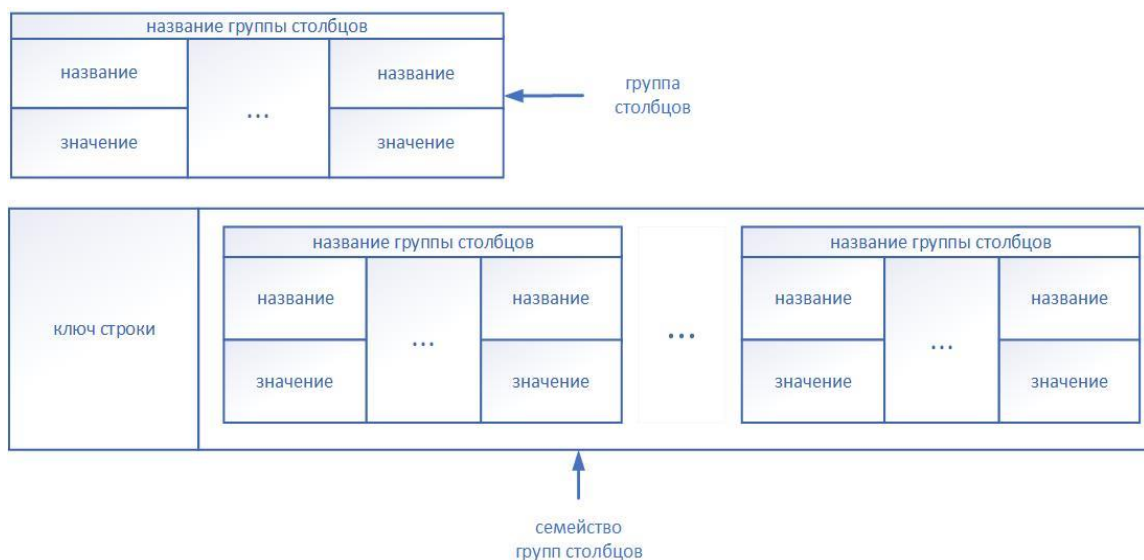 название группы столбцов
название
название
...
значение
значение
группа
столбцов
название группы столбцов
название группы столбцов
ключ строки
название
название
название
название
...
...
...
значение
значение
значение
значение
семейство
групп столбцов